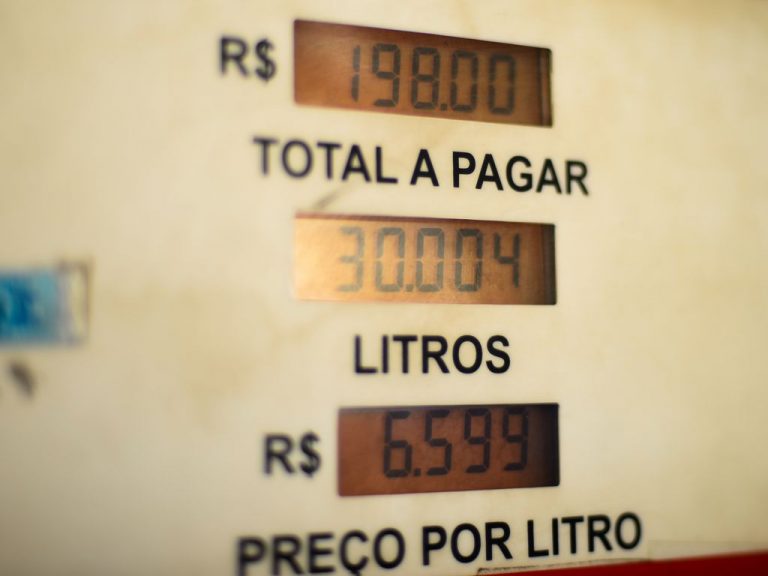 R$ 198.00
TOTAL A PAGAR
30.004
LITROS
R$ 6.599
PREÇO POR LITRO